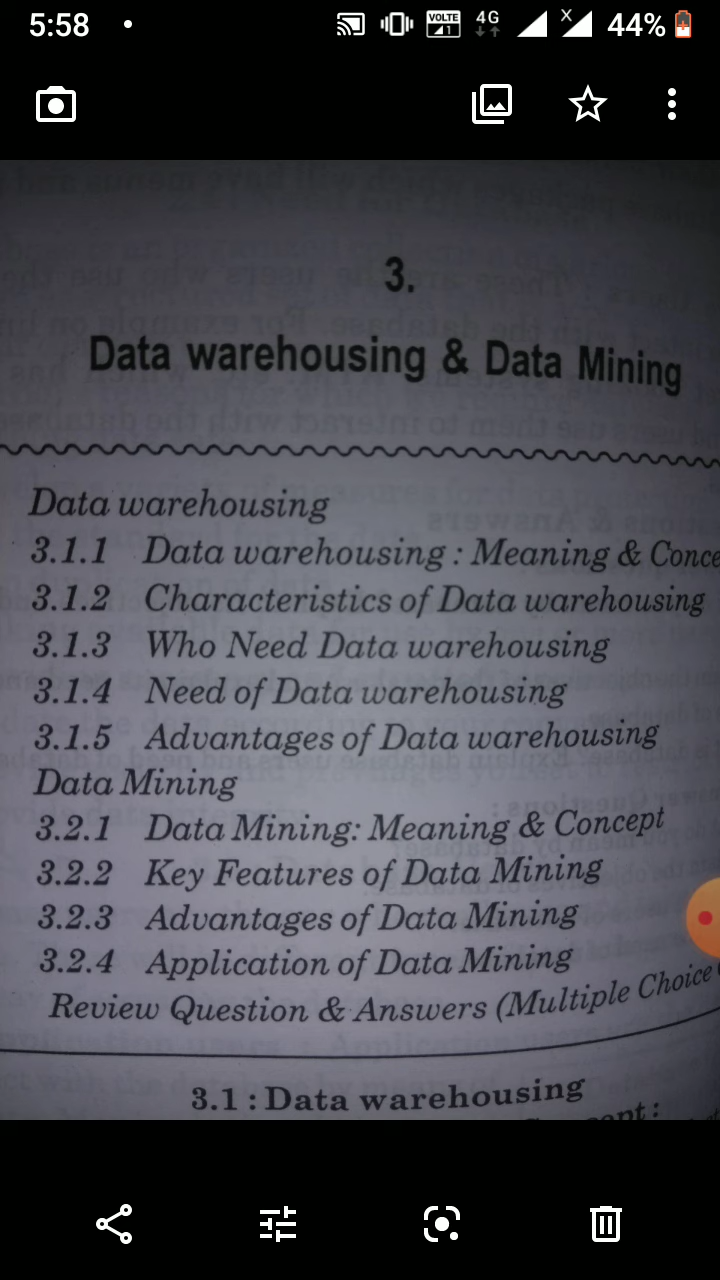 5:58
VOLTE
1
4G
X
44%
3.
Data warehousing & Data Mining
Data warehousing
3.1.1 Data warehousing : Meaning & Conce
3.1.2 Characteristics of Data warehousing
3.1.3 Who Need Data warehousing
3.1.4 Need of Data warehousing
3.1.5 Advantages of Data warehousing
Data Mining
3.2.1 Data Mining: Meaning & Concept
3.2.2 Key Features of Data Mining
3.2.3 Advantages of Data Mining
3.2.4 Application of Data Mining
Review Question & Answers (Multiple Choice
3.1 : Data warehousing